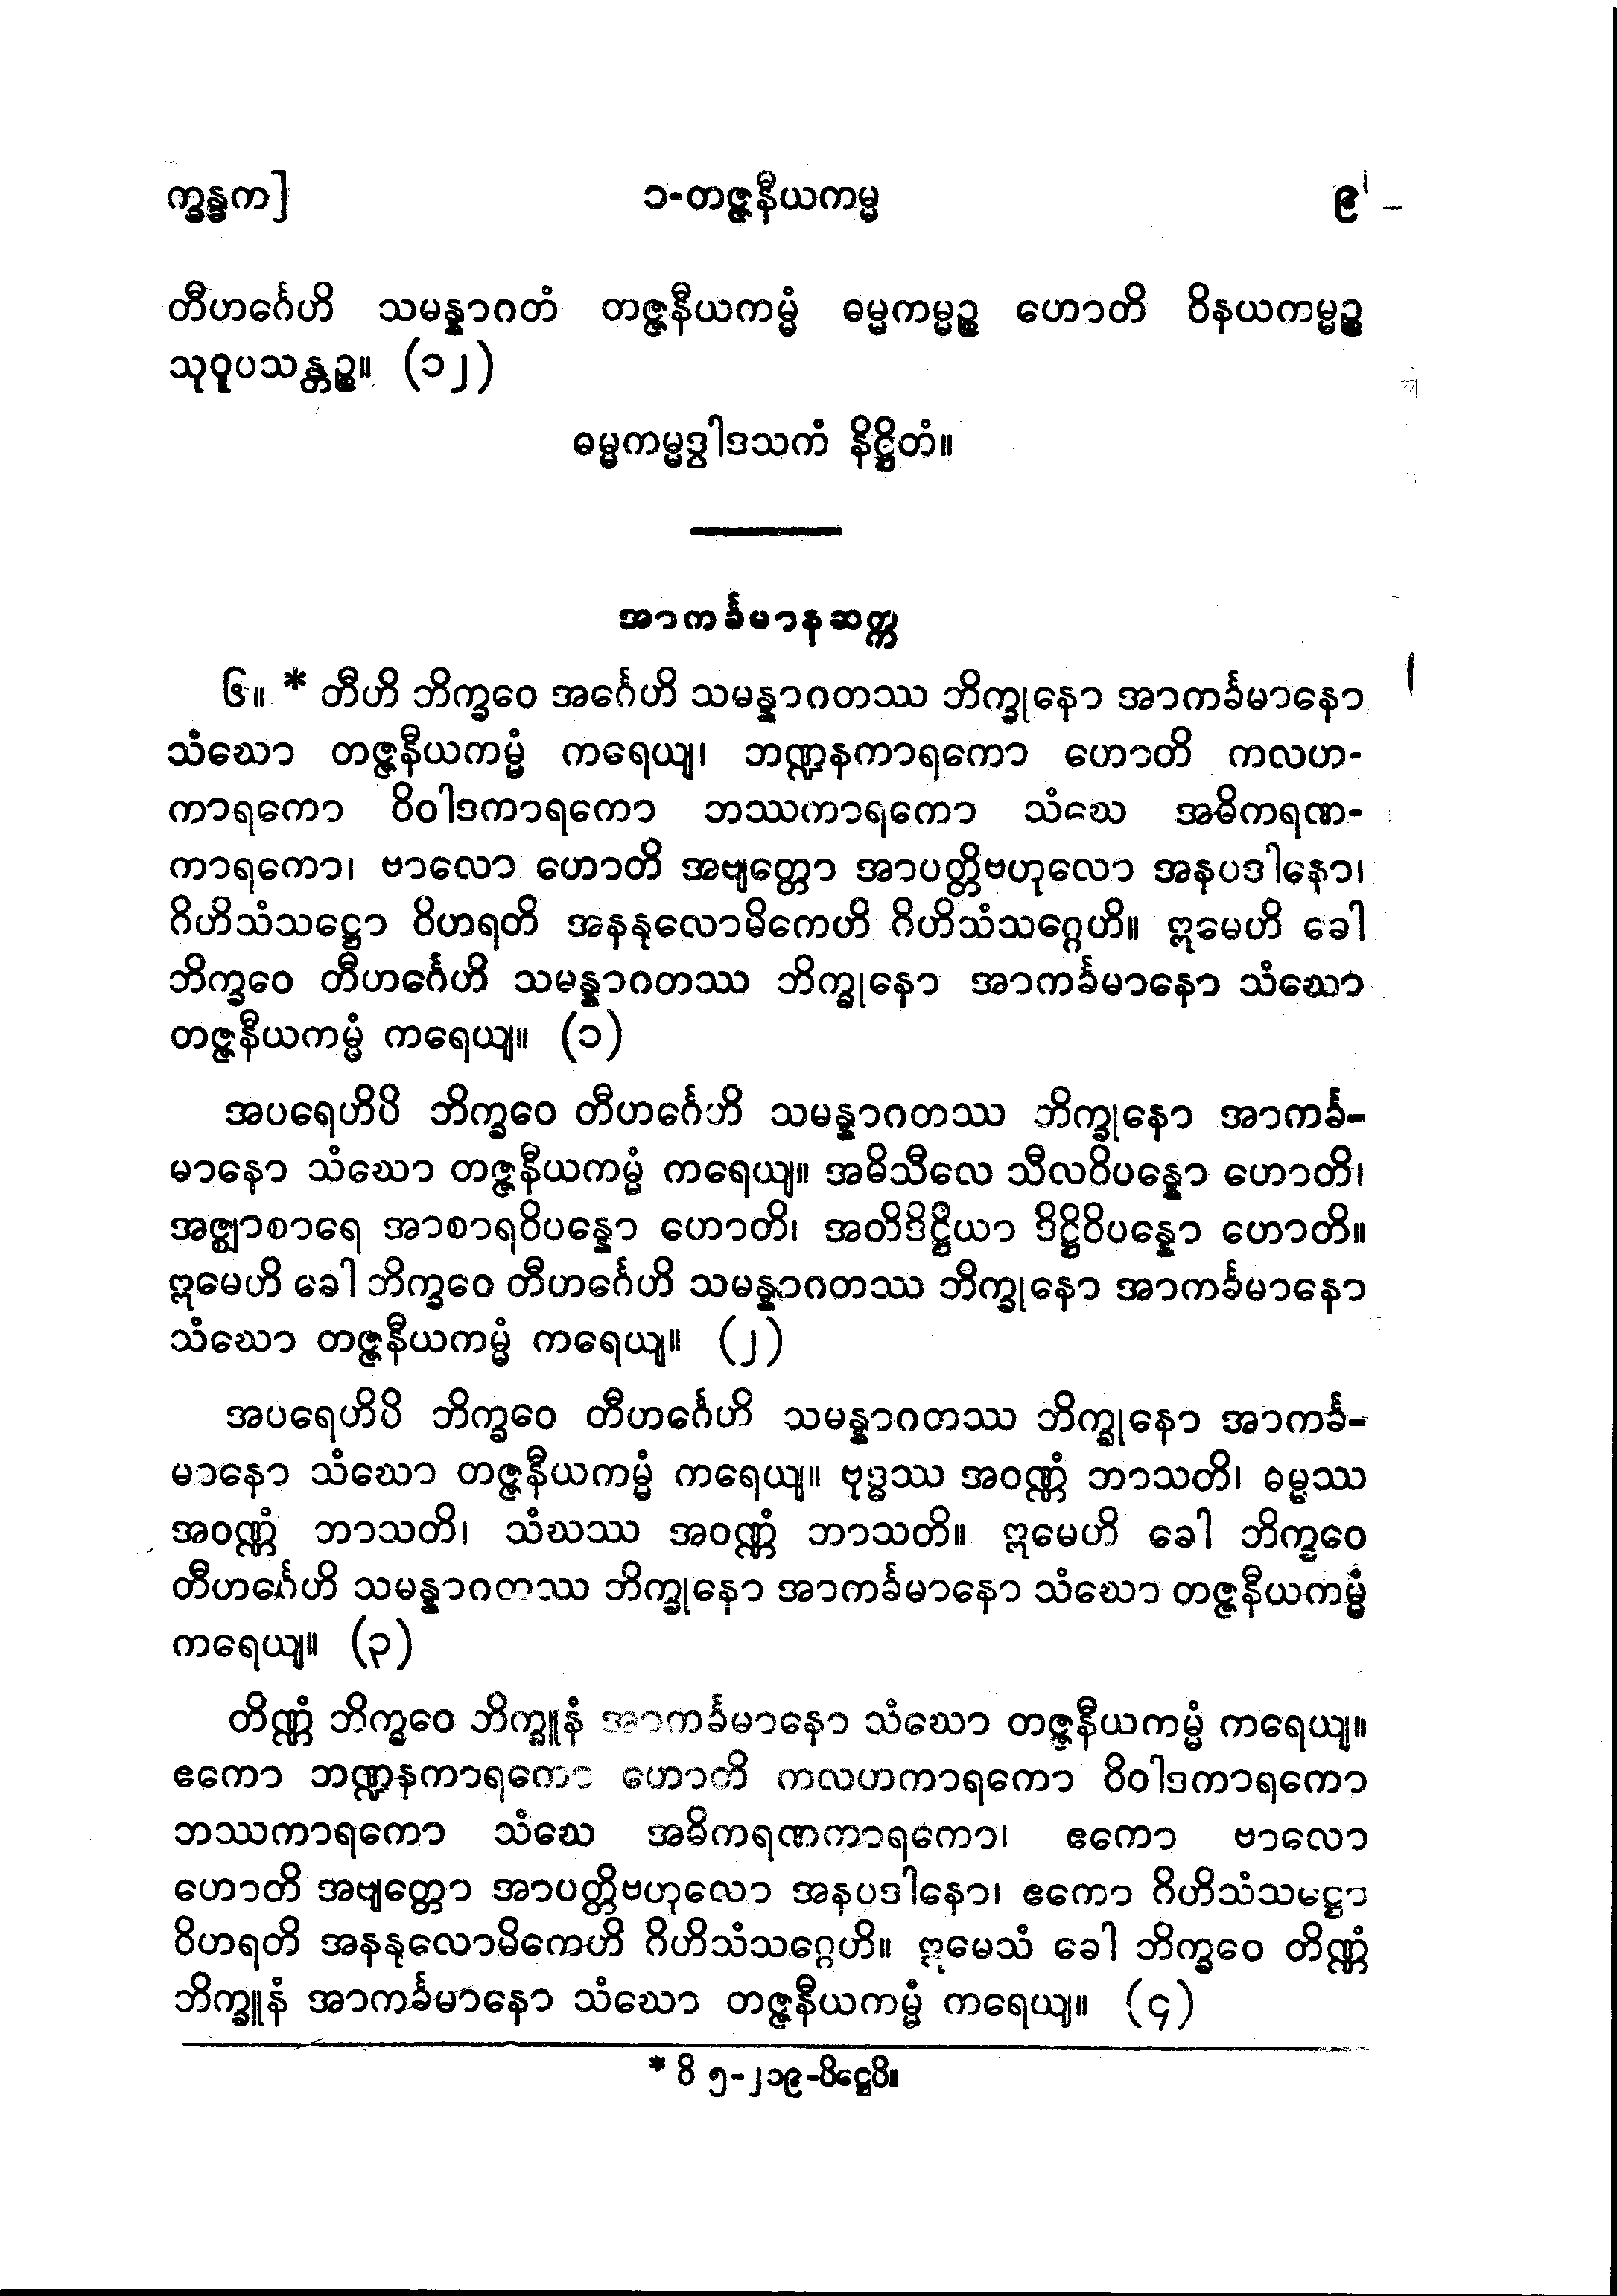 က္ခန္ဓက] ၁-တဇ္ဇနီယကမ္မ ၉
တီဟင်္ဂေဟိ သမန္နာဂတံ တဇ္ဇနီယကမ္မံ ဓမ္မကမ္မဉ္စ ဟောတိ ဝိနယကမ္မဉ္စ
သုဝူပသန္တဉ္စ။ (၁၂)
ဓမ္မကမ္မဒွါဒသကံ နိဋ္ဌိတံ။
အာကင်္ခမာနဆက္က
၆။ * တီဟိ ဘိက္ခဝေ အင်္ဂေဟိ သမန္နာဂတဿ ဘိက္ခုနော အာကင်္ခမာနော
သံဃော တဇ္ဇနီယကမ္မံ ကရေယျ၊ ဘဏ္ဍနကာရကော ဟောတိ ကလဟ-
ကာရကော ဝိဝါဒကာရကော ဘဿကာရကော သံဃေ အဓိကရဏ-
ကာရကော၊ ဗာလော ဟောတိ အဗျတ္တော အာပတ္တိဗဟုလော အနပဒါနော၊
ဂိဟိသံသဋ္ဌော ဝိဟရတိ အနနုလောမိကေဟိ ဂိဟိသံသဂ္ဂေဟိ။ ဣမေဟိ ခေါ
ဘိက္ခဝေ တီဟင်္ဂေဟိ သမန္နာဂတဿ ဘိက္ခုနော အာကင်္ခမာနော သံဃော
တဇ္ဇနီယကမ္မံ ကရေယျ။ (၁)
အပရေဟိပိ ဘိက္ခဝေ တီဟင်္ဂေဟိ သမန္နာဂတဿ ဘိက္ခုနော အာကင်္ခ-
မာနော သံဃော တဇ္ဇနီယကမ္မံ ကရေယျ။ အဓိသီလေ သီလဝိပန္နော ဟောတိ၊
အဇ္ဈာစာရေ အာစာရဝိပန္နော ဟောတိ၊ အတိဒိဋ္ဌိယာ ဒိဋ္ဌိဝိပန္နော ဟောတိ။
ဣမေဟိ ခေါ ဘိက္ခဝေ တီဟင်္ဂေဟိ သမန္နာဂတဿ ဘိက္ခုနော အာကင်္ခမာနော
သံဃော တဇ္ဇနီယကမ္မံ ကရေယျ။ (၂)
အပရေဟိပိ ဘိက္ခဝေ တီဟင်္ဂေဟိ သမန္နာဂတဿ ဘိက္ခုနော အာကင်္ခ-
မာနော သံဃော တဇ္ဇနီယကမ္မံ ကရေယျ။ ဗုဒ္ဓဿ အဝဏ္ဏံ ဘာသတိ၊ ဓမ္မဿ
အဝဏ္ဏံ ဘာသတိ၊ သံဃဿ အဝဏ္ဏံ ဘာသတိ။ ဣမေဟိ ခေါ ဘိက္ခဝေ
တီဟင်္ဂေဟိ သမန္နာဂတဿ ဘိက္ခုနော အာကင်္ခမာနော သံဃော တဇ္ဇနီယကမ္မံ
ကရေယျ။ (၃)
တိဏ္ဏံ ဘိက္ခဝေ ဘိက္ခူနံ အာကင်္ခမာနော သံဃော တဇ္ဇနီယကမ္မံ ကရေယျ။
ဧကော ဘဏ္ဍနကာရကော ဟောတိ ကလဟကာရကော ဝိဝါဒကာရကော
ဘဿကာရကော သံဃေ အဓိကရဏကာရကော၊ ဧကော ဗာလော
ဟောတိ အဗျတ္တော အာပတ္တိဗဟုလော အနပဒါနော၊ ဧကော ဂိဟိသံသဋ္ဌော
ဝိဟရတိ အနနုလောမိကေဟိ ဂိဟိသံသဂ္ဂေဟိ။ ဣမေသံ ခေါ ဘိက္ခဝေ တိဏ္ဏံ
ဘိက္ခူနံ အာကင်္ခမာနော သံဃော တဇ္ဇနီယကမ္မံ ကရေယျ။ (၄)
* ဝိ ၅-၂၁၉-ပိဋ္ဌေပိ။